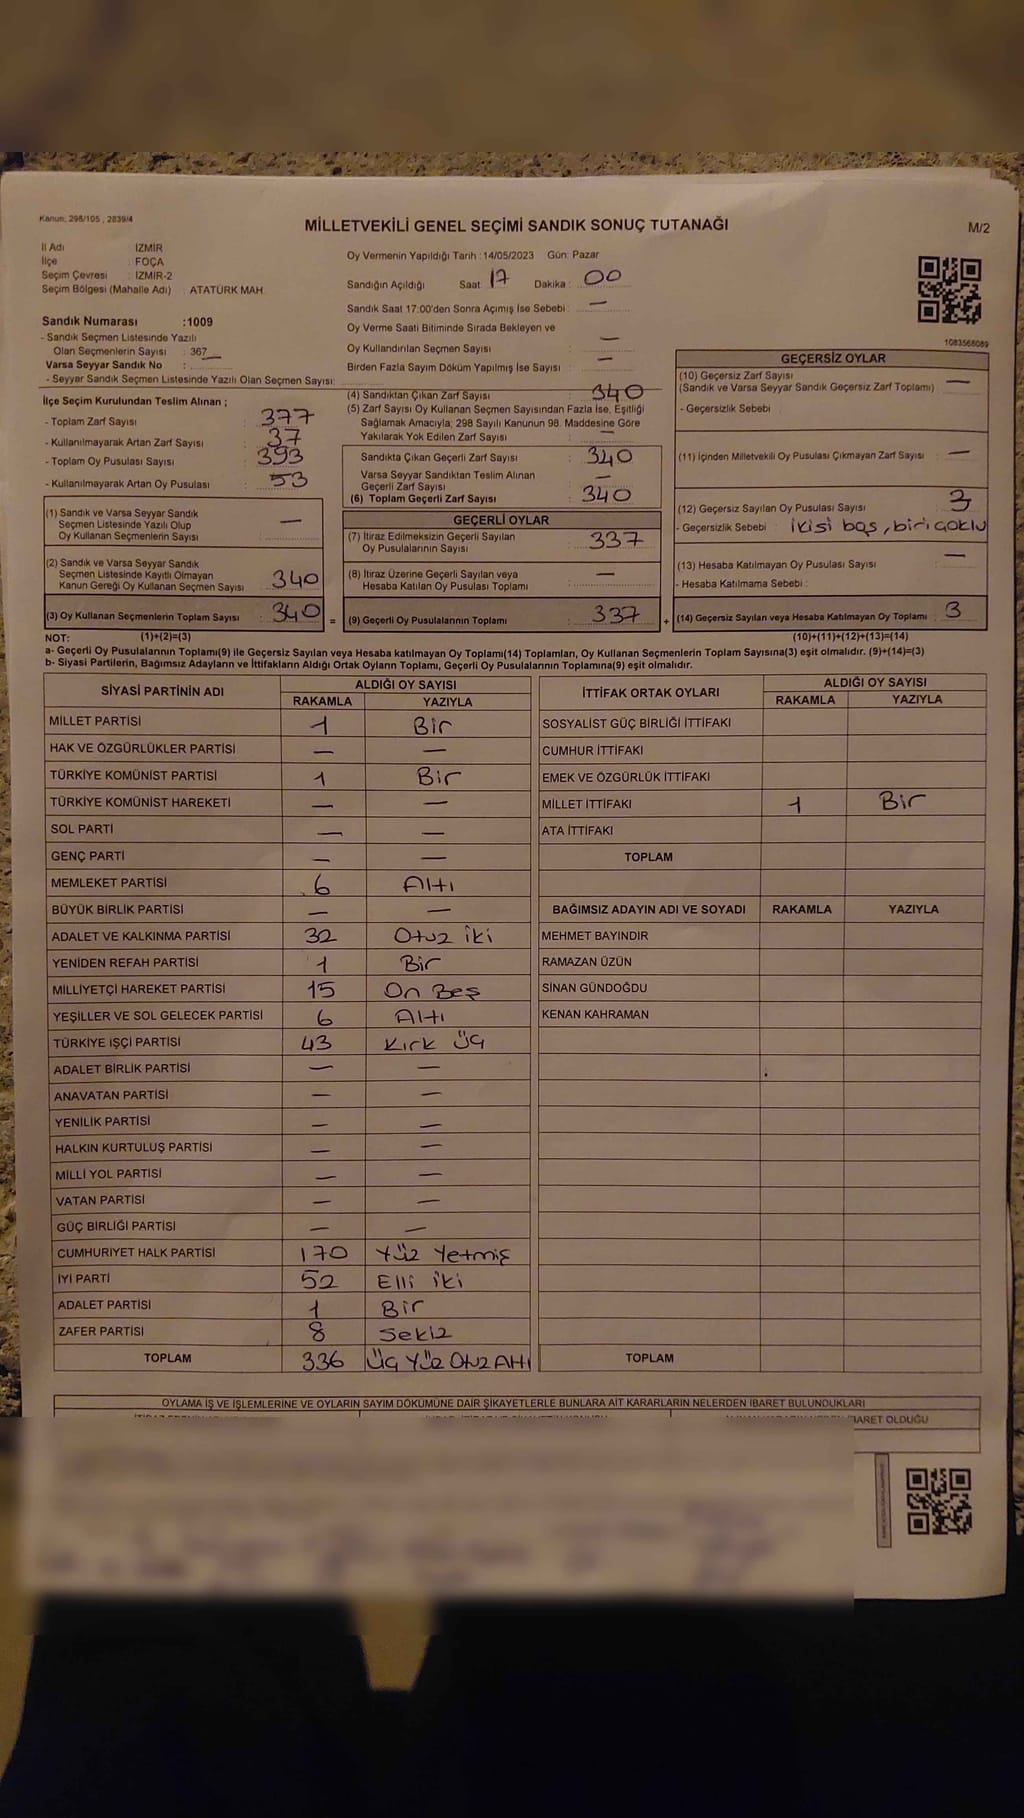 Kanun; 298/105 , 2839/4
MİLLETVEKİLİ GENEL SEÇİMİ SANDIK SONUÇ TUTANAĞI
M/2
İl Adı : İZMİR
İlçe : FOÇA
Seçim Çevresi : İZMİR-2
Seçim Bölgesi (Mahalle Adı) : ATATÜRK MAH.
Oy Vermenin Yapıldığı Tarih : 14/05/2023 Gün: Pazar
Sandığın Açıldığı Saat : 17 Dakika : 00
Sandık Saat 17:00'den Sonra Açımış İse Sebebi : —
Oy Verme Saati Bitiminde Sırada Bekleyen ve
Oy Kullandırılan Seçmen Sayısı : —
Birden Fazla Sayım Döküm Yapılmış İse Sayısı : —
1083568089
Sandık Numarası :1009
- Sandık Seçmen Listesinde Yazılı
Olan Seçmenlerin Sayısı : 367
Varsa Seyyar Sandık No :
- Seyyar Sandık Seçmen Listesinde Yazılı Olan Seçmen Sayısı:
İlçe Seçim Kurulundan Teslim Alınan ;
- Toplam Zarf Sayısı : 377
- Kullanılmayarak Artan Zarf Sayısı : 37
- Toplam Oy Pusulası Sayısı : 393
- Kullanılmayarak Artan Oy Pusulası : 53
(1) Sandık ve Varsa Seyyar Sandık
Seçmen Listesinde Yazılı Olup
Oy Kullanan Seçmenlerin Sayısı : —
(2) Sandık ve Varsa Seyyar Sandık
Seçmen Listesinde Kayıtlı Olmayan
Kanun Gereği Oy Kullanan Seçmen Sayısı : 340
(3) Oy Kullanan Seçmenlerin Toplam Sayısı : 340 =
(4) Sandıktan Çıkan Zarf Sayısı : 340
(5) Zarf Sayısı Oy Kullanan Seçmen Sayısından Fazla İse, Eşitliği
Sağlamak Amacıyla; 298 Sayılı Kanunun 98. Maddesine Göre
Yakılarak Yok Edilen Zarf Sayısı : —
Sandıkta Çıkan Geçerli Zarf Sayısı : 340
Varsa Seyyar Sandıktan Teslim Alınan
Geçerli Zarf Sayısı : —
(6) Toplam Geçerli Zarf Sayısı : 340
GEÇERLİ OYLAR
(7) İtiraz Edilmeksizin Geçerli Sayılan
Oy Pusulalarının Sayısı : 337
(8) İtiraz Üzerine Geçerli Sayılan veya
Hesaba Katılan Oy Pusulaları Toplamı : —
(9) Geçerli Oy Pusulalarının Toplamı : 337 +
GEÇERSİZ OYLAR
(10) Geçersiz Zarf Sayısı
(Sandık ve Varsa Seyyar Sandık Geçersiz Zarf Toplamı) : —
- Geçersizlik Sebebi :
(11) İçinden Milletvekili Oy Pusulası Çıkmayan Zarf Sayısı : —
(12) Geçersiz Sayılan Oy Pusulası Sayısı : 3
- Geçersizlik Sebebi : ikisi boş, biri çoklu
(13) Hesaba Katılmayan Oy Pusulası Sayısı : —
- Hesaba Katılmama Sebebi :
(14) Geçersiz Sayılan veya Hesaba Katılmayan Oy Toplamı : 3
NOT: (1)+(2)=(3) (10)+(11)+(12)+(13)=(14)
a- Geçerli Oy Pusulalarının Toplamı(9) ile Geçersiz Sayılan veya Hesaba katılmayan Oy Toplamı(14) Toplamları, Oy Kullanan Seçmenlerin Toplam Sayısına(3) eşit olmalıdır. (9)+(14)=(3)
b- Siyasi Partilerin, Bağımsız Adayların ve İttifakların Aldığı Ortak Oyların Toplamı, Geçerli Oy Pusulalarının Toplamına(9) eşit olmalıdır.
SİYASİ PARTİNİN ADI ALDIĞI OY SAYISI
RAKAMLA YAZIYLA
MİLLET PARTİSİ 1 Bir
HAK VE ÖZGÜRLÜKLER PARTİSİ — —
TÜRKİYE KOMÜNİST PARTİSİ 1 Bir
TÜRKİYE KOMÜNİST HAREKETİ — —
SOL PARTİ — —
GENÇ PARTİ — —
MEMLEKET PARTİSİ 6 Altı
BÜYÜK BİRLİK PARTİSİ — —
ADALET VE KALKINMA PARTİSİ 32 Otuz iki
YENİDEN REFAH PARTİSİ 1 Bir
MİLLİYETÇİ HAREKET PARTİSİ 15 On Beş
YEŞİLLER VE SOL GELECEK PARTİSİ 6 Altı
TÜRKİYE İŞÇİ PARTİSİ 43 Kırk Üç
ADALET BİRLİK PARTİSİ — —
ANAVATAN PARTİSİ — —
YENİLİK PARTİSİ — —
HALKIN KURTULUŞ PARTİSİ — —
MİLLİ YOL PARTİSİ — —
VATAN PARTİSİ — —
GÜÇ BİRLİĞİ PARTİSİ — —
CUMHURİYET HALK PARTİSİ 170 Yüz Yetmiş
İYİ PARTİ 52 Elli iki
ADALET PARTİSİ 1 Bir
ZAFER PARTİSİ 8 Sekiz
TOPLAM 336 Üç Yüz Otuz Altı
İTTİFAK ORTAK OYLARI ALDIĞI OY SAYISI
RAKAMLA YAZIYLA
SOSYALİST GÜÇ BİRLİĞİ İTTİFAKI
CUMHUR İTTİFAKI
EMEK VE ÖZGÜRLÜK İTTİFAKI
MİLLET İTTİFAKI 1 Bir
ATA İTTİFAKI
TOPLAM
BAĞIMSIZ ADAYIN ADI VE SOYADI RAKAMLA YAZIYLA
MEHMET BAYINDIR
RAMAZAN ÜZÜN
SİNAN GÜNDOĞDU
KENAN KAHRAMAN
TOPLAM
OYLAMA İŞ VE İŞLEMLERİNE VE OYLARIN SAYIM DÖKÜMÜNE DAİR ŞİKAYETLERLE BUNLARA AİT KARARLARIN NELERDEN İBARET BULUNDUKLARI
İBARET OLDUĞU